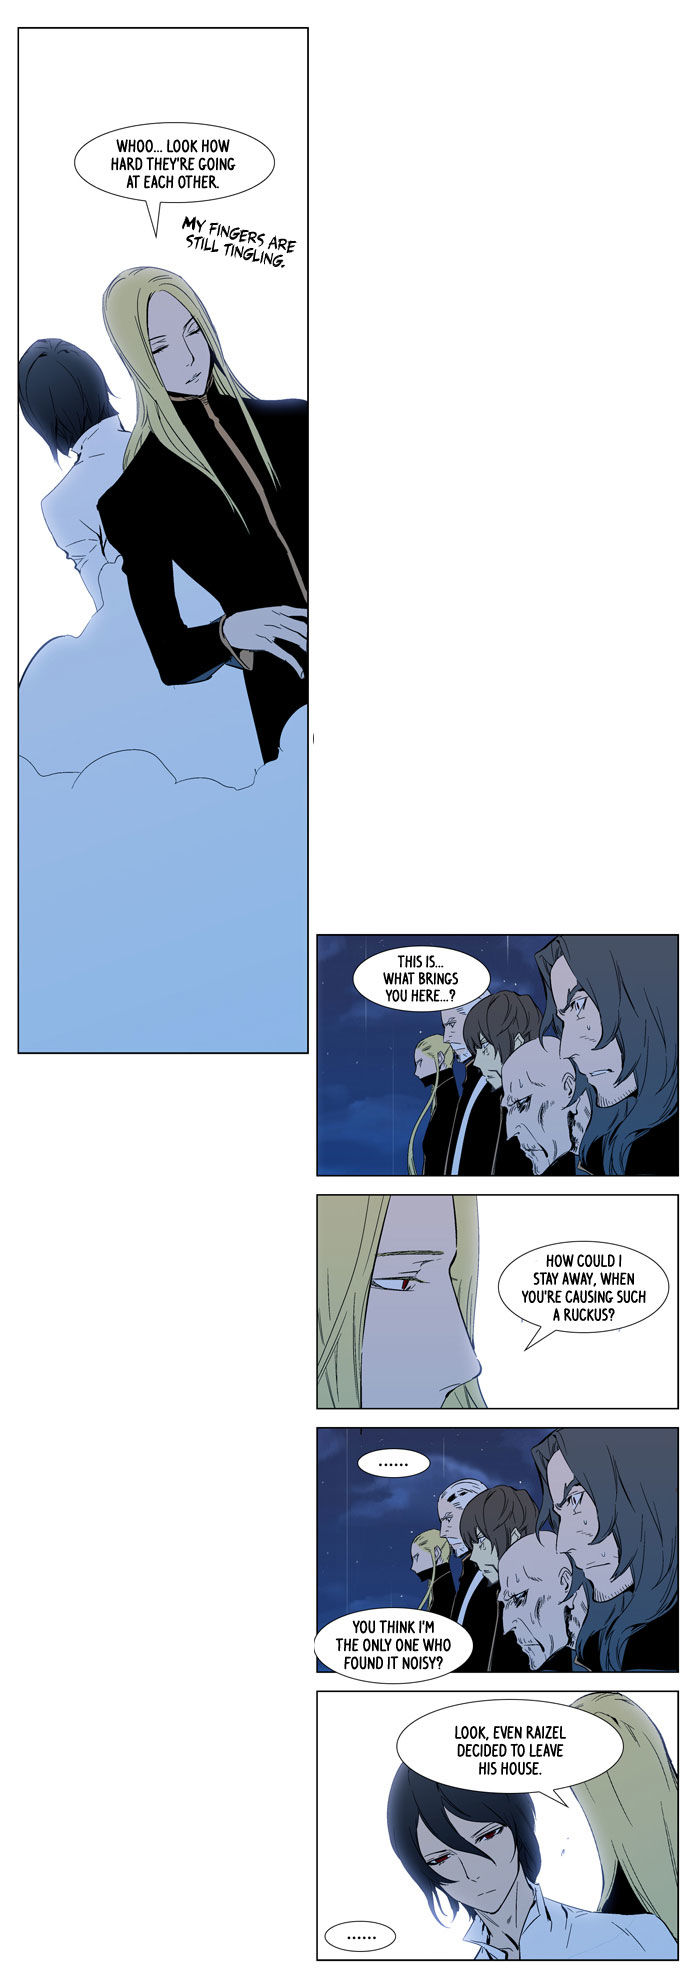 WHOO... LOOK HOW
HARD THEY'RE GOING
AT EACH OTHER.
MY FINGERS ARE
STILL TINGLING.
THIS IS...
WHAT BRINGS
YOU HERE...?
HOW COULD I
STAY AWAY, WHEN
YOU'RE CAUSING SUCH
A RUCKUS?
......
YOU THINK I'M
THE ONLY ONE WHO
FOUND IT NOISY?
LOOK, EVEN RAIZEL
DECIDED TO LEAVE
HIS HOUSE.
......